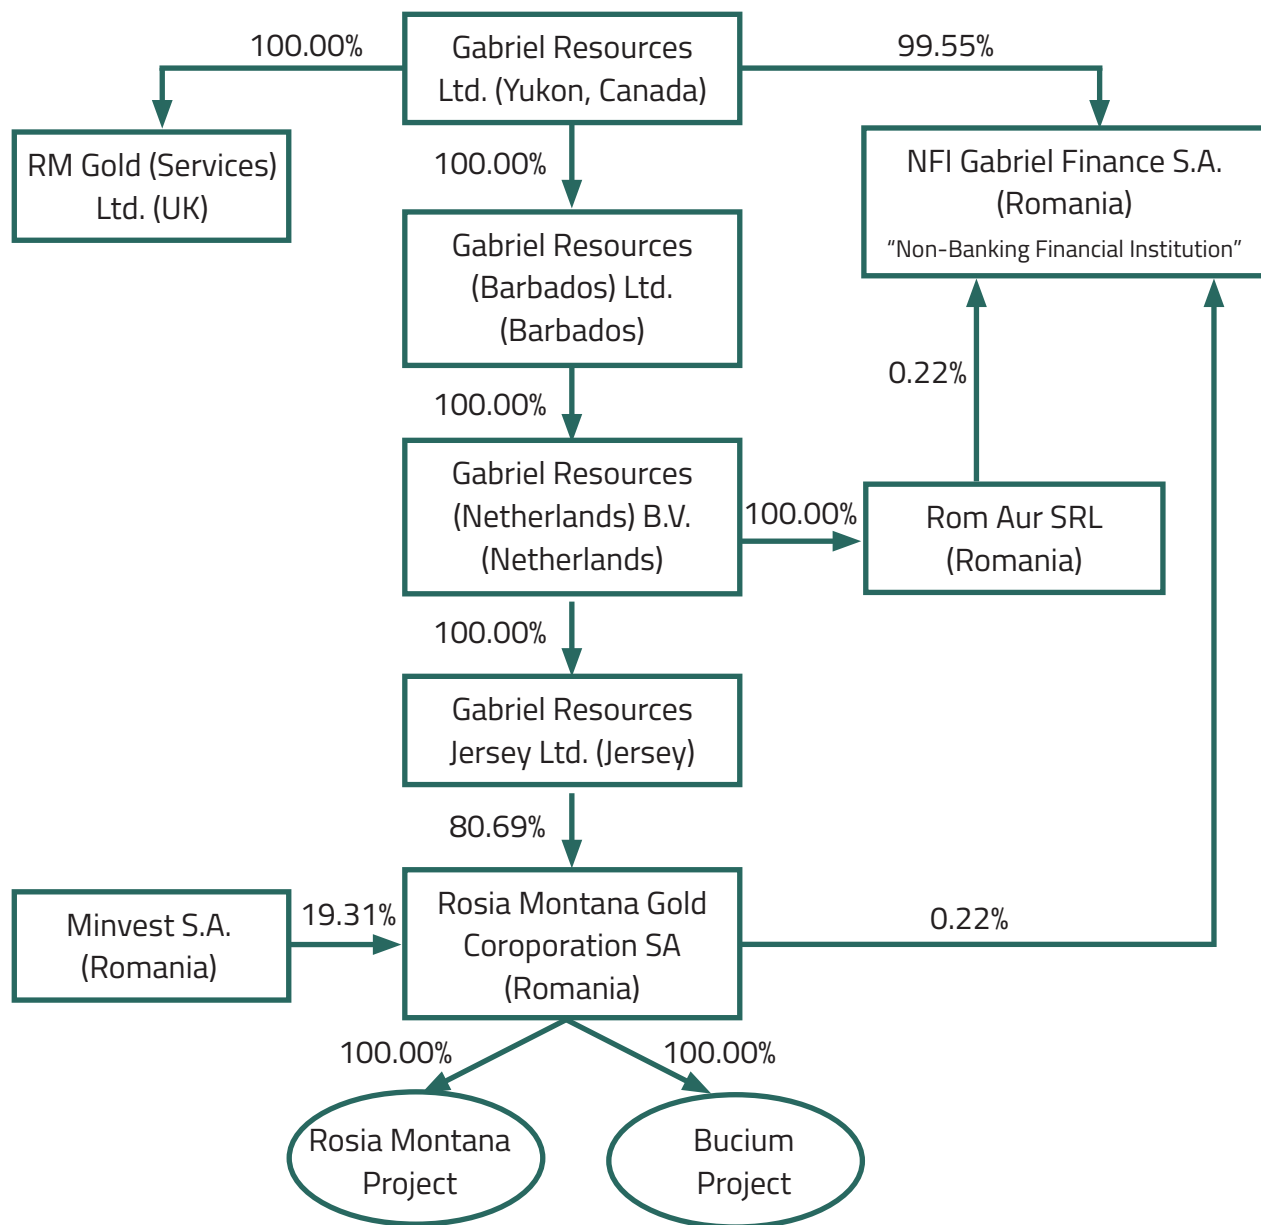 100.00%
Gabriel Resources
Ltd. (Yukon, Canada)
99.55%
RM Gold (Services)
Ltd. (UK)
100.00%
NFI Gabriel Finance S.A.
(Romania)
“Non-Banking Financial Institution”
Gabriel Resources
(Barbados) Ltd.
(Barbados)
0.22%
100.00%
Gabriel Resources
(Netherlands) B.V.
(Netherlands)
100.00%
Rom Aur SRL
(Romania)
100.00%
Gabriel Resources
Jersey Ltd. (Jersey)
80.69%
Minvest S.A.
(Romania)
19.31%
Rosia Montana Gold
Coroporation SA
(Romania)
0.22%
100.00%
100.00%
Rosia Montana
Project
Bucium
Project